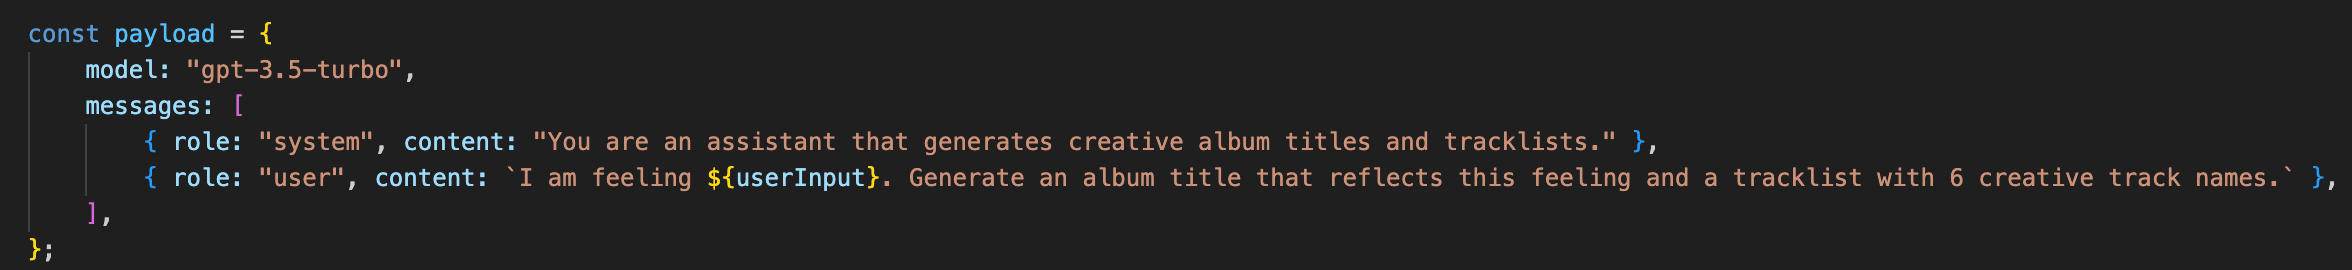 const payload = {
    model: "gpt-3.5-turbo",
    messages: [
        { role: "system", content: "You are an assistant that generates creative album titles and tracklists." },
        { role: "user", content: `I am feeling ${userInput}. Generate an album title that reflects this feeling and a tracklist with 6 creative track names.` },
    ],
};